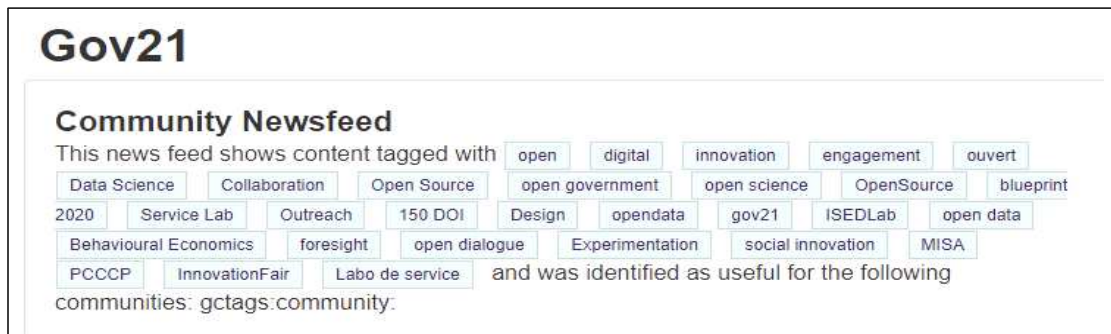 Gov21
Community Newsfeed
This news feed shows content tagged with open digital innovation engagement ouvert
Data Science Collaboration Open Source open government open science OpenSource blueprint
2020 Service Lab Outreach 150 DOI Design opendata gov21 ISEDLab open data
Behavioural Economics foresight open dialogue Experimentation social innovation MISA
PCCCP InnovationFair Labo de service and was identified as useful for the following
communities: gctags:community: